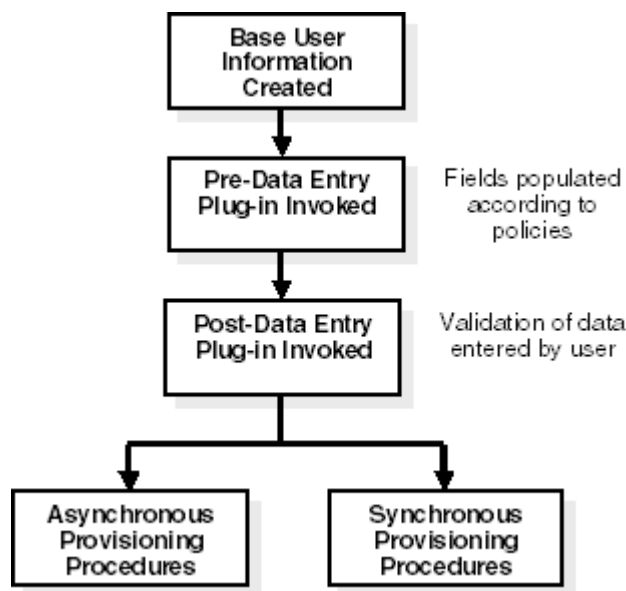 Base User
Information
Created
Pre-Data Entry
Plug-in Invoked
Fields populated
according to
policies
Post-Data Entry
Plug-in Invoked
Validation of data
entered by user
Asynchronous
Provisioning
Procedures
Synchronous
Provisioning
Procedures